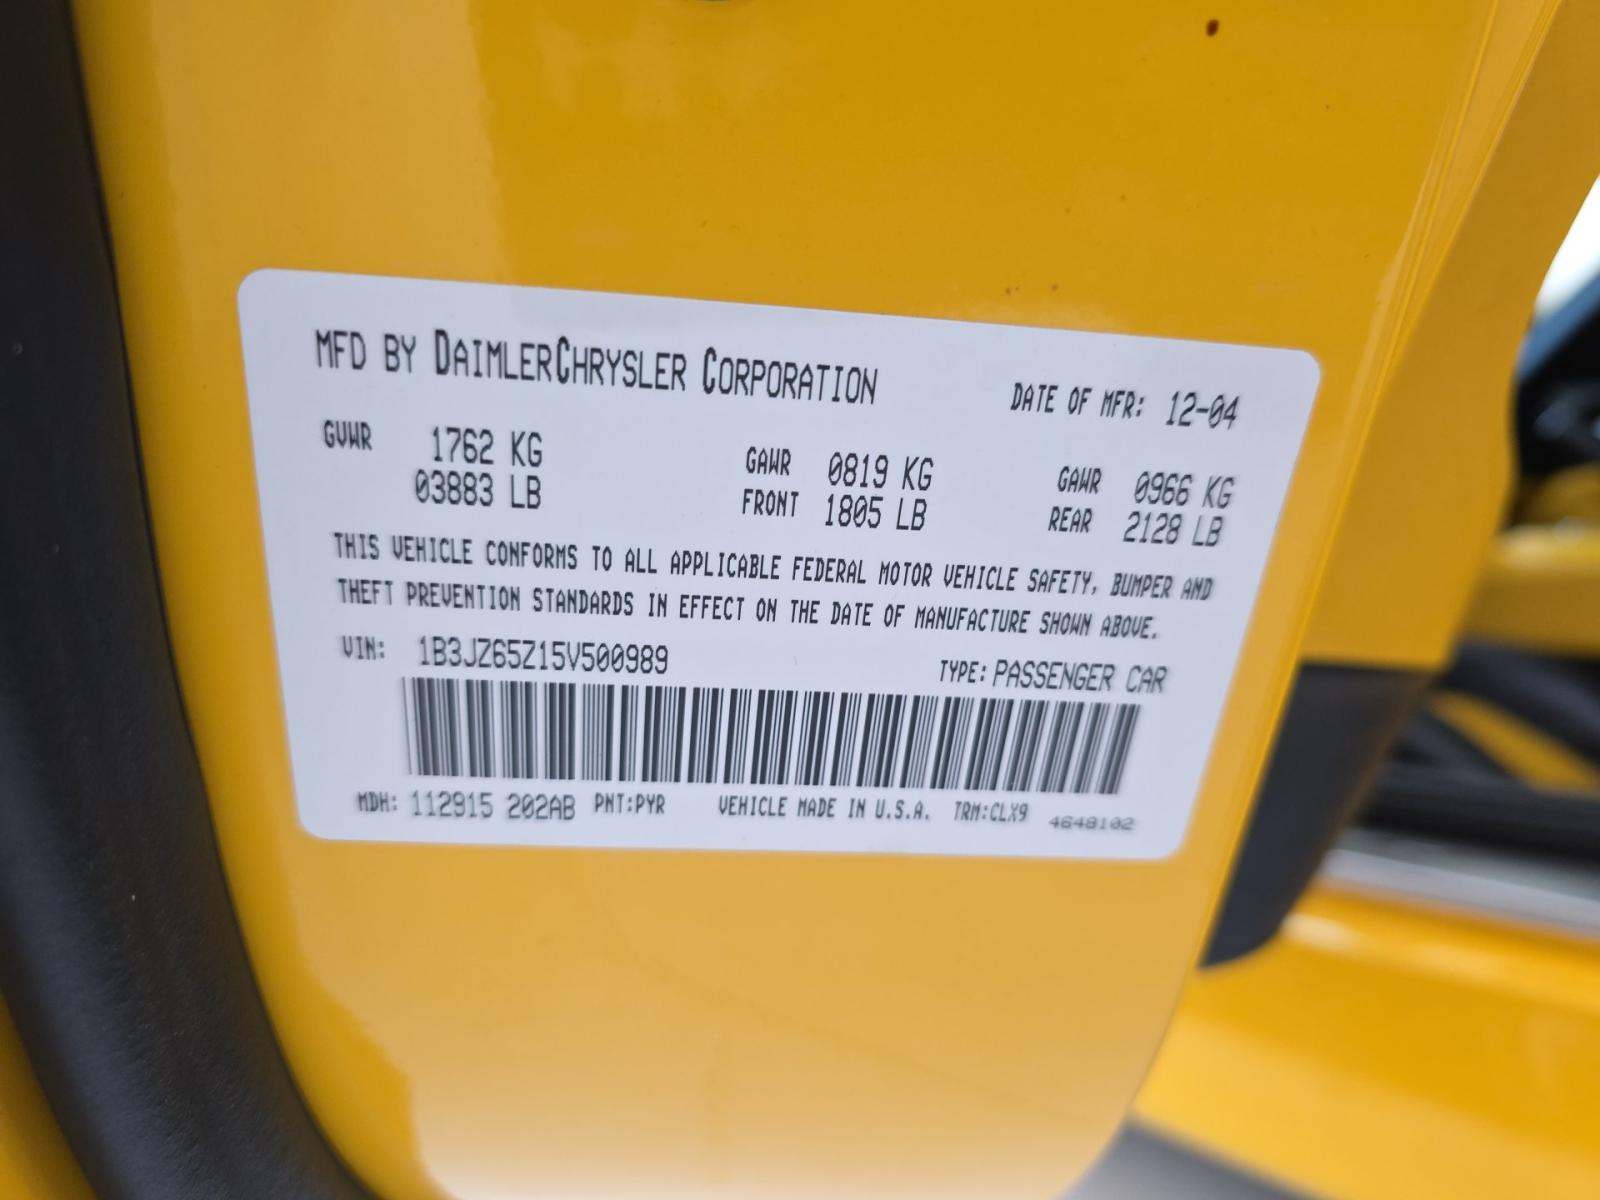 MFD BY DAIMLERCHRYSLER CORPORATION DATE OF MFR: 12-04
GVWR 1762 KG GAWR 0819 KG GAWR 0966 KG
03883 LB FRONT 1805 LB REAR 2128 LB
THIS VEHICLE CONFORMS TO ALL APPLICABLE FEDERAL MOTOR VEHICLE SAFETY, BUMPER AND
THEFT PREVENTION STANDARDS IN EFFECT ON THE DATE OF MANUFACTURE SHOWN ABOVE.
VIN: 1B3JZ65Z15V500989 TYPE: PASSENGER CAR
MDH: 112915 202AB PNT:PYR VEHICLE MADE IN U.S.A. TRM:CLX9 4648102